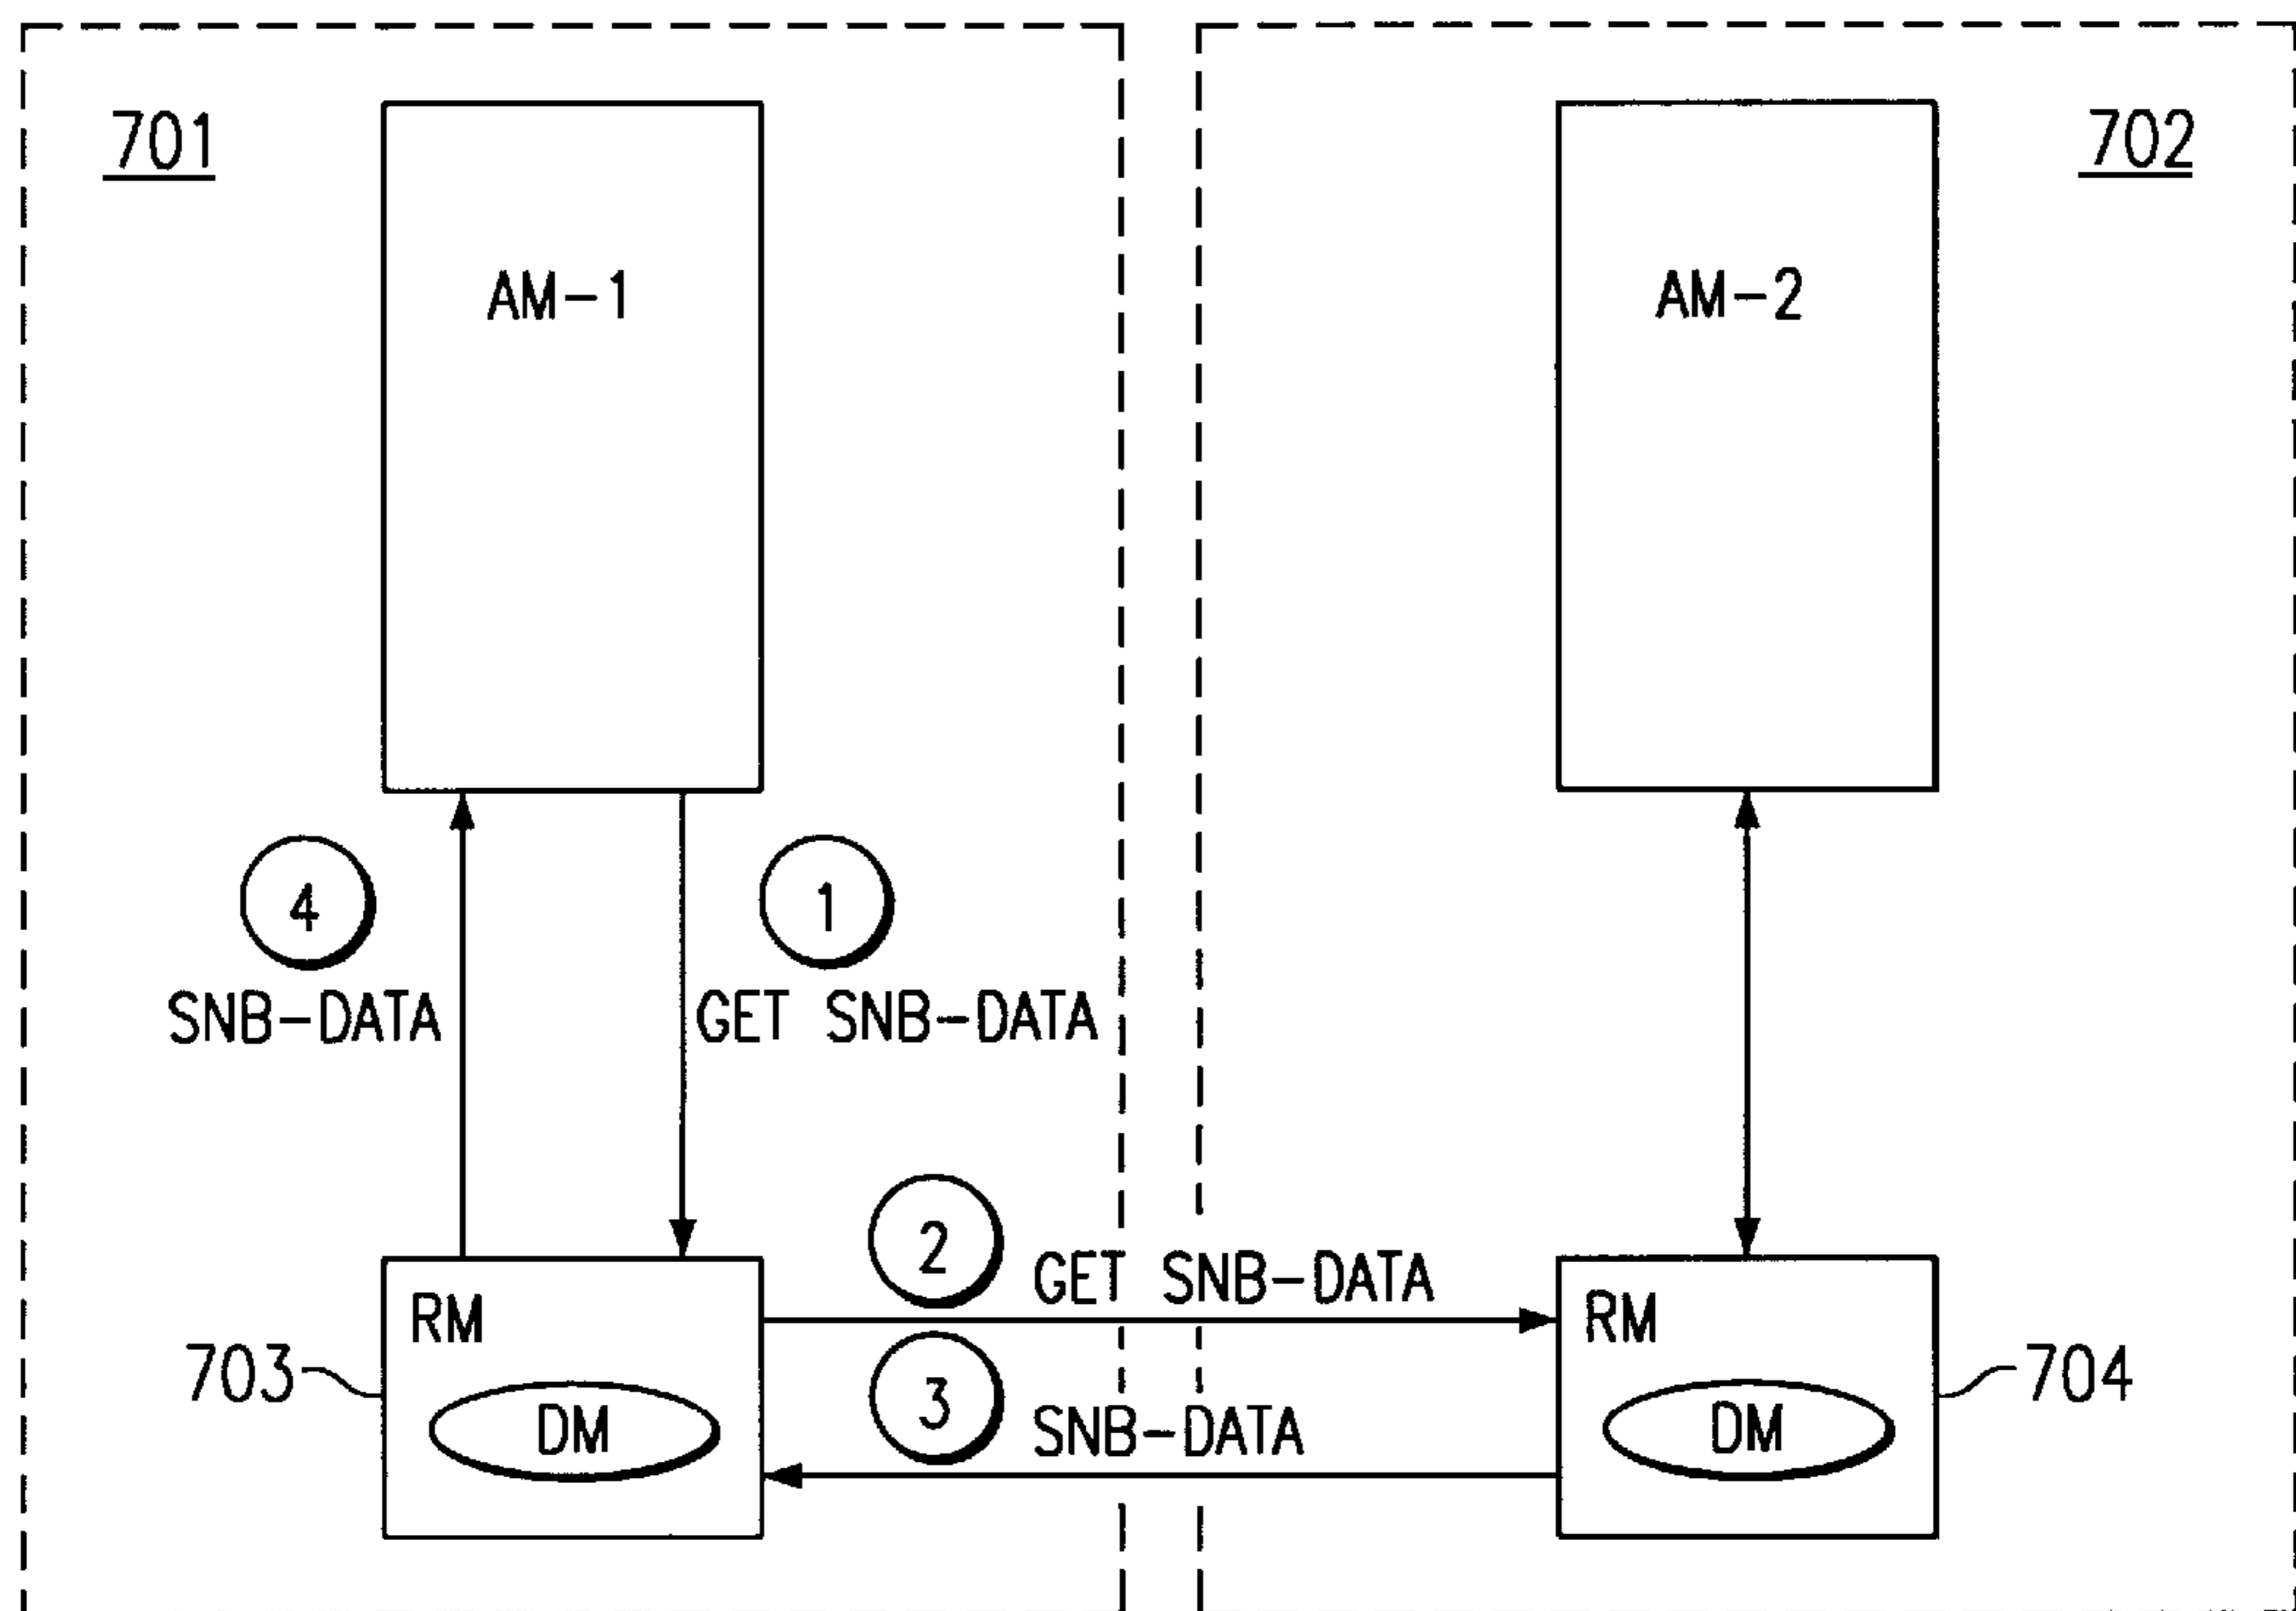 701
702
AM-1
AM-2
4
1
SNB-DATA
GET SNB-DATA
2
GET SNB-DATA
RM
RM
3
703
704
SNB-DATA
DM
DM